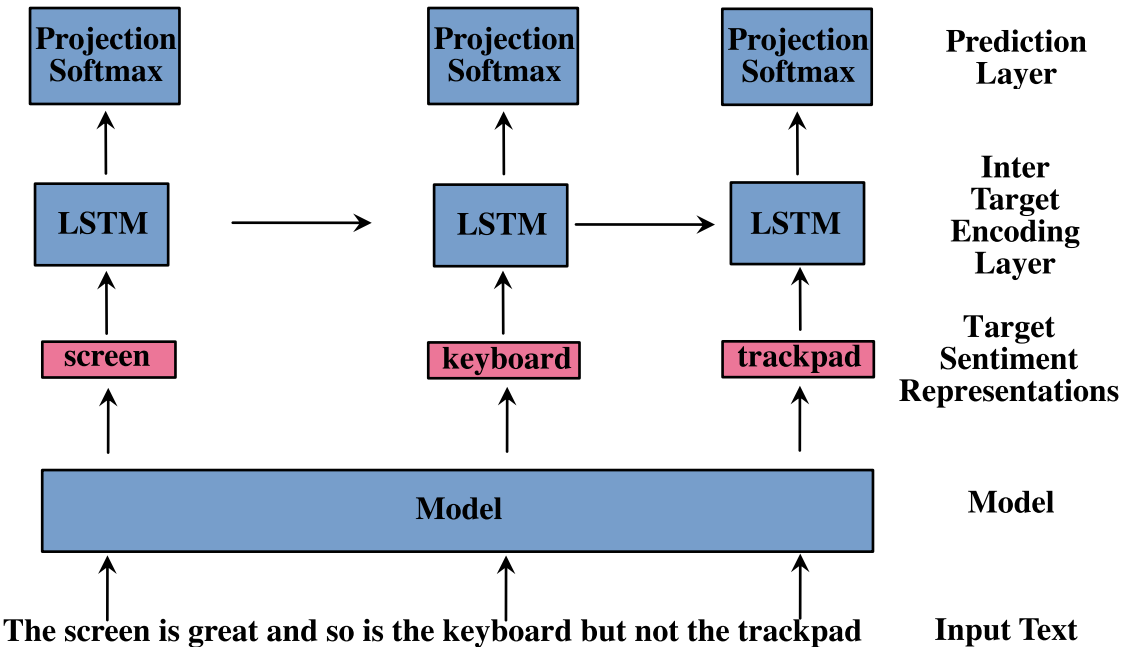 Projection
Softmax
Projection
Softmax
Projection
Softmax
Prediction
Layer
LSTM
LSTM
LSTM
Inter
Target
Encoding
Layer
screen
keyboard
trackpad
Target
Sentiment
Representations
Model
Model
The screen is great and so is the keyboard but not the trackpad
Input Text